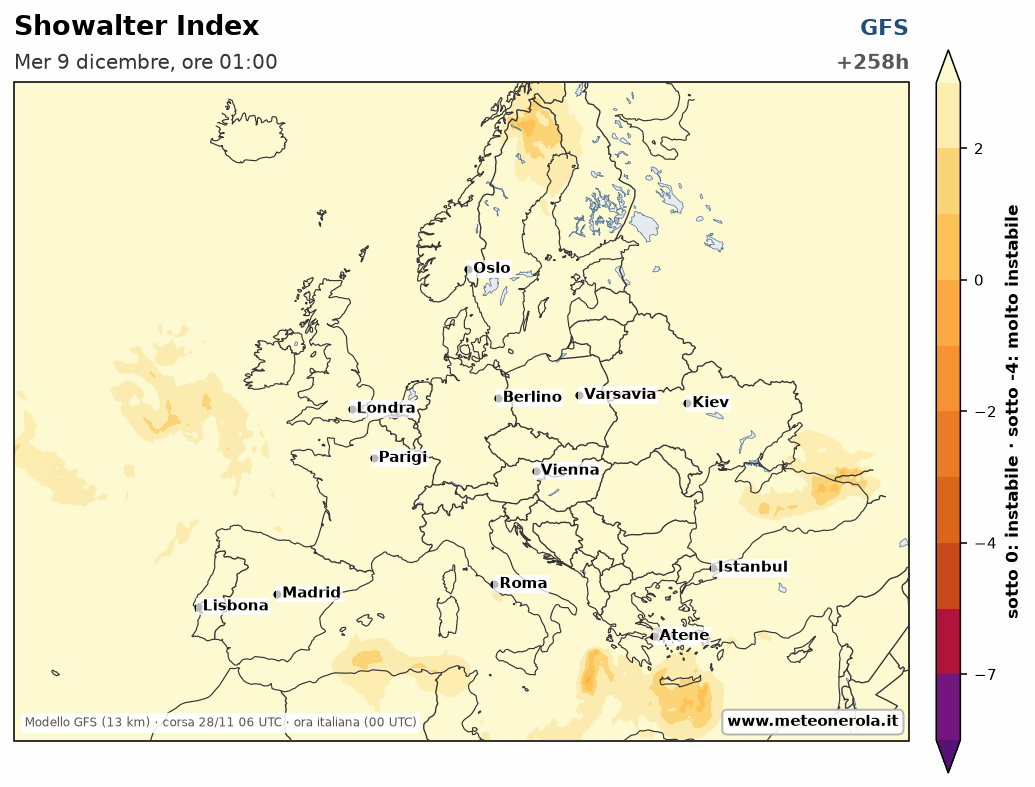 Showalter Index
GFS
Mer 9 dicembre, ore 01:00
+258h
Oslo
Berlino
Varsavia
Kiev
Londra
Parigi
Vienna
Istanbul
Roma
Madrid
Lisbona
Atene
Modello GFS (13 km) · corsa 28/11 06 UTC · ora italiana (00 UTC)
www.meteonerola.it
2
0
−2
−4
−7
sotto 0: instabile · sotto -4: molto instabile